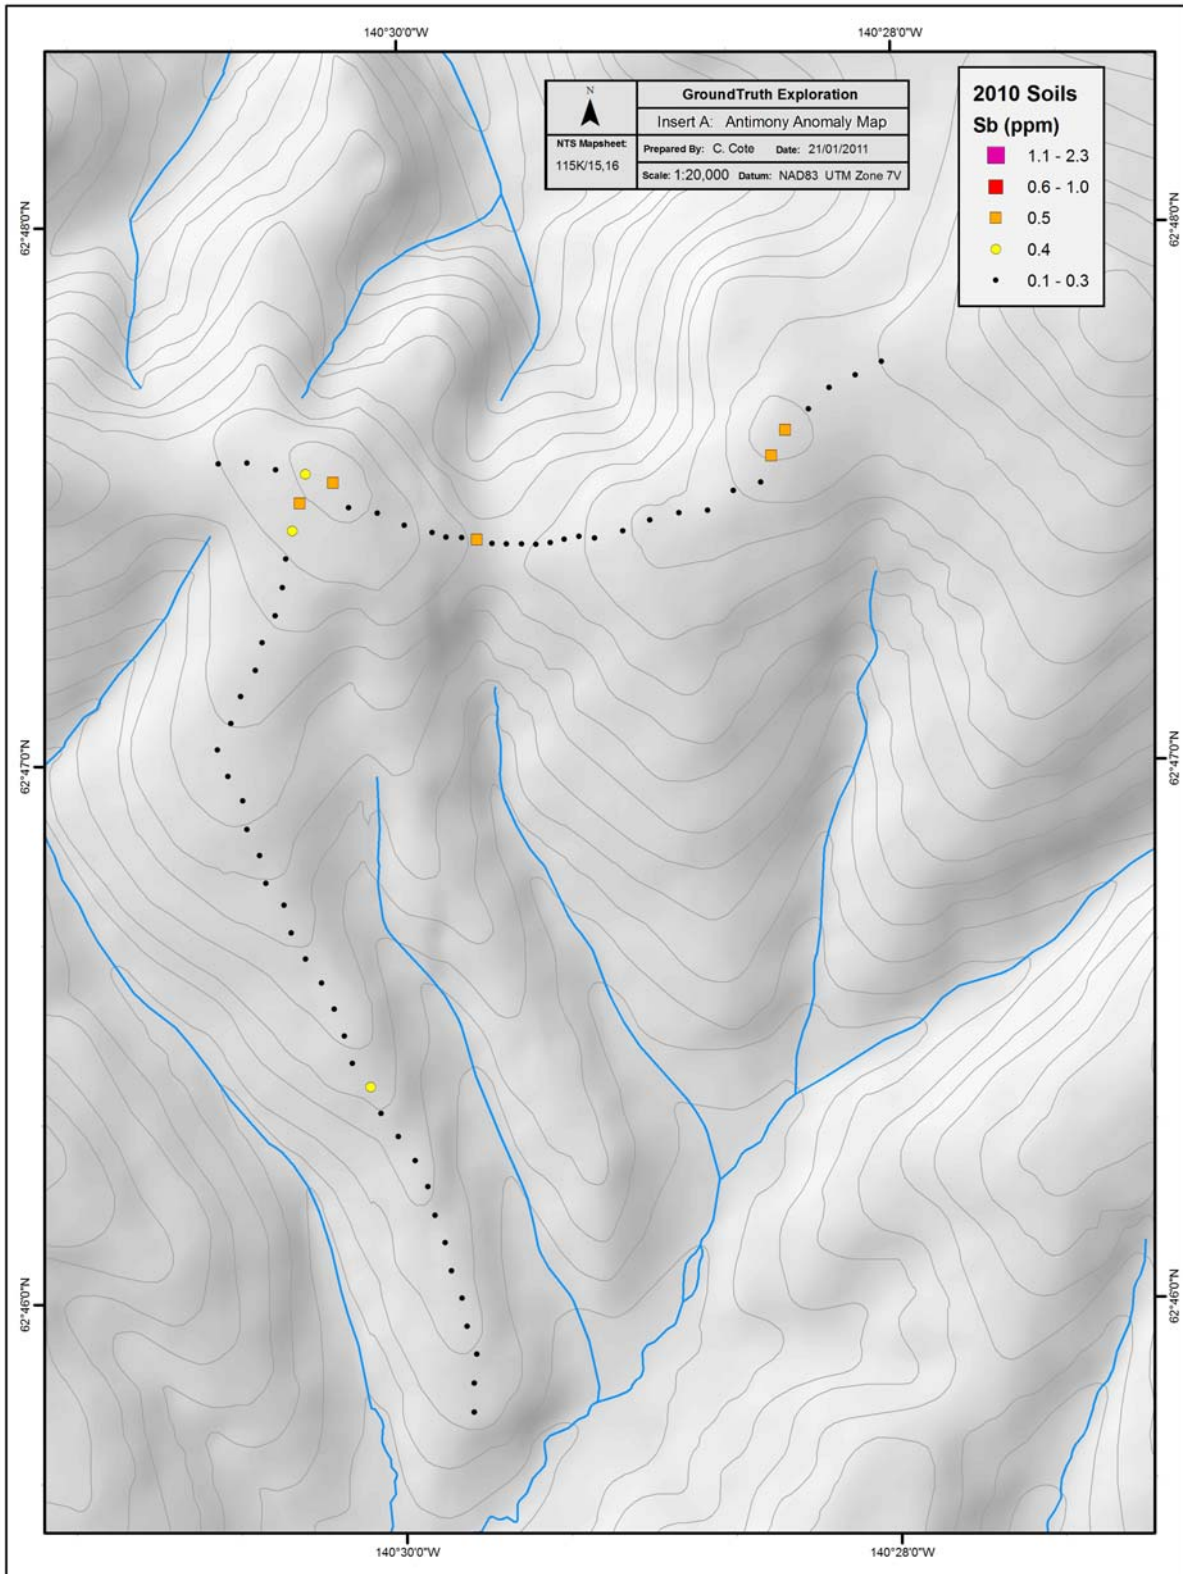 140°30'0"W
140°28'0"W
N
NTS Mapsheet:
115K/15,16
GroundTruth Exploration
Insert A: Antimony Anomaly Map
Prepared By: C. Cote Date: 21/01/2011
Scale: 1:20,000 Datum: NAD83 UTM Zone 7V
2010 Soils
Sb (ppm)
1.1 - 2.3
0.6 - 1.0
0.5
0.4
0.1 - 0.3
62°48'0"N
62°48'0"N
62°47'0"N
62°47'0"N
62°46'0"N
62°46'0"N
140°30'0"W
140°28'0"W